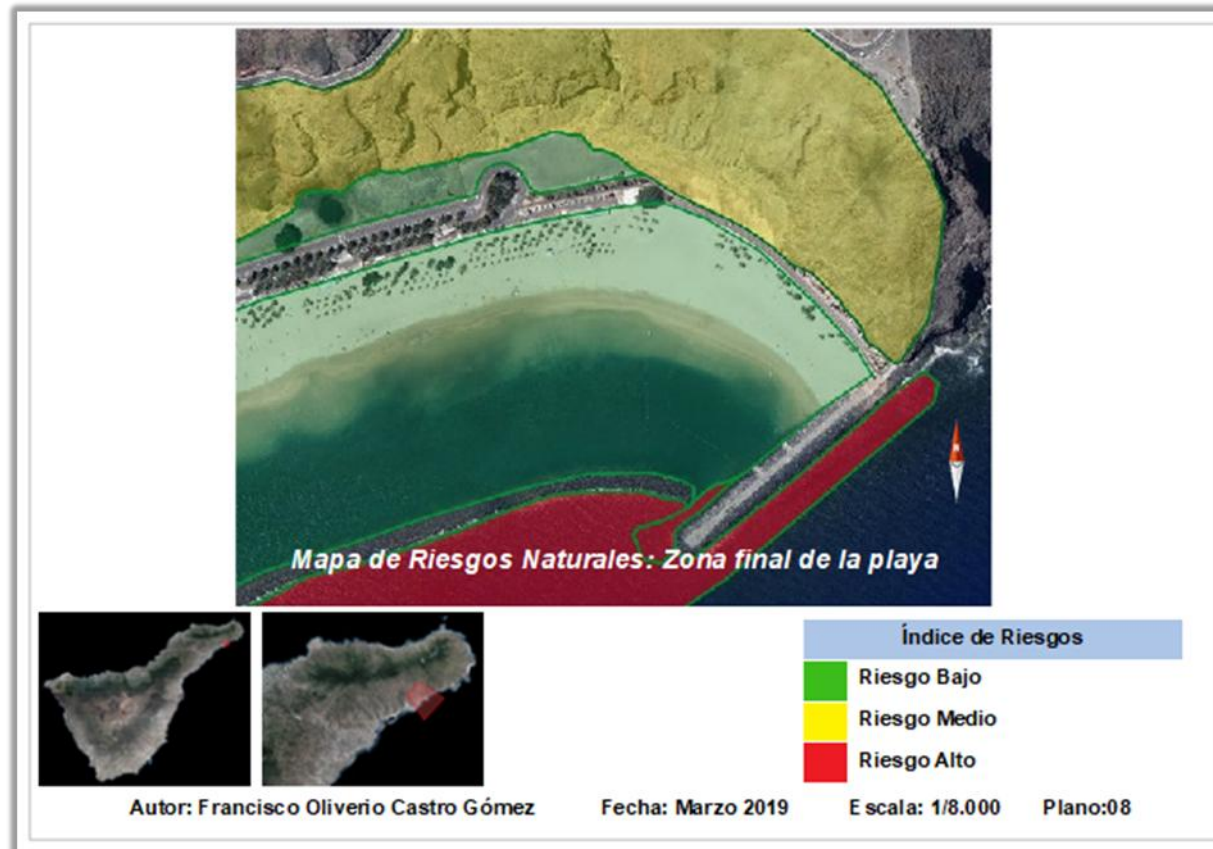 Mapa de Riesgos Naturales: Zona final de la playa
Índice de Riesgos
Riesgo Bajo
Riesgo Medio
Riesgo Alto
Autor: Francisco Oliverio Castro Gómez Fecha: Marzo 2019 Escala: 1/8.000 Plano:08